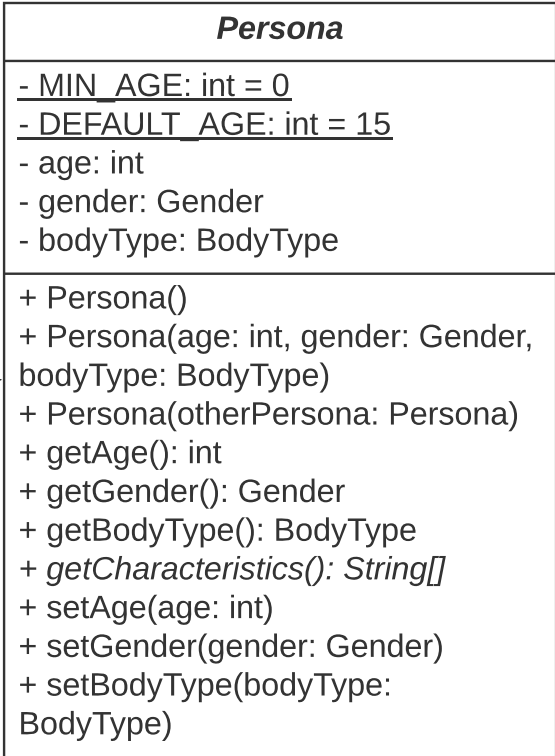 Persona
- MIN_AGE: int = 0
- DEFAULT_AGE: int = 15
- age: int
- gender: Gender
- bodyType: BodyType
+ Persona()
+ Persona(age: int, gender: Gender,
bodyType: BodyType)
+ Persona(otherPersona: Persona)
+ getAge(): int
+ getGender(): Gender
+ getBodyType(): BodyType
+ getCharacteristics(): String[]
+ setAge(age: int)
+ setGender(gender: Gender)
+ setBodyType(bodyType:
BodyType)